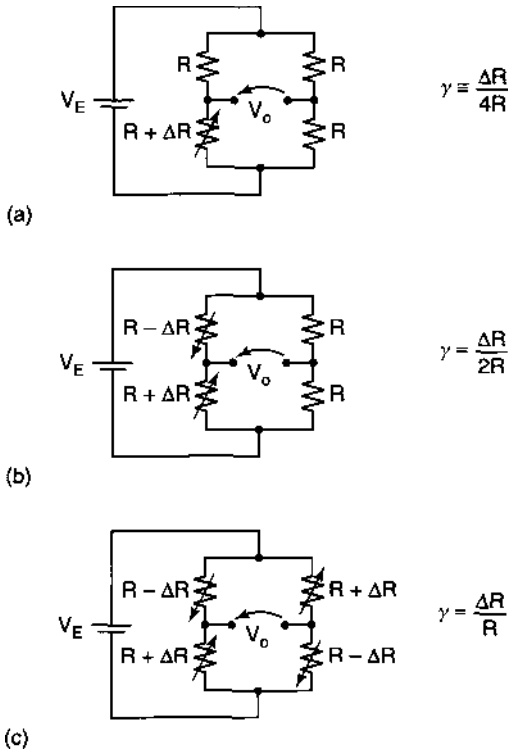 R
R
γ ≡ ΔR/4R
V_E
V_o
R + ΔR
R
(a)
R − ΔR
R
γ = ΔR/2R
V_E
V_o
R + ΔR
R
(b)
R − ΔR
R + ΔR
γ = ΔR/R
V_E
V_o
R + ΔR
R − ΔR
(c)